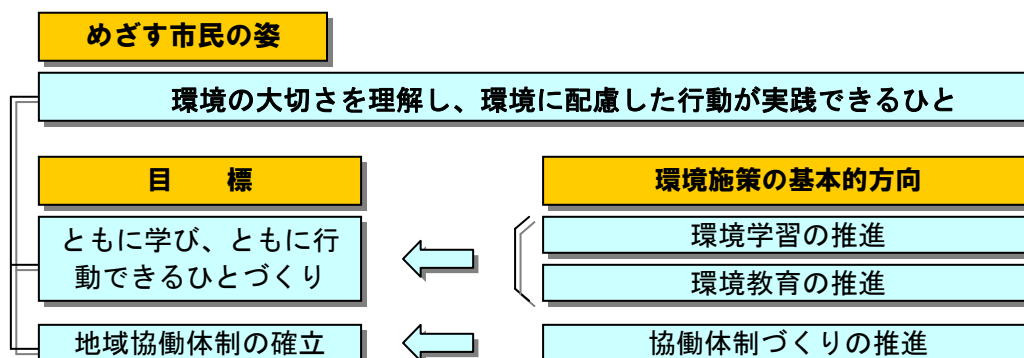 めざす市民の姿
環境の大切さを理解し、環境に配慮した行動が実践できるひと
目　標
環境施策の基本的方向
ともに学び、ともに行
動できるひとづくり
環境学習の推進
環境教育の推進
地域協働体制の確立
協働体制づくりの推進